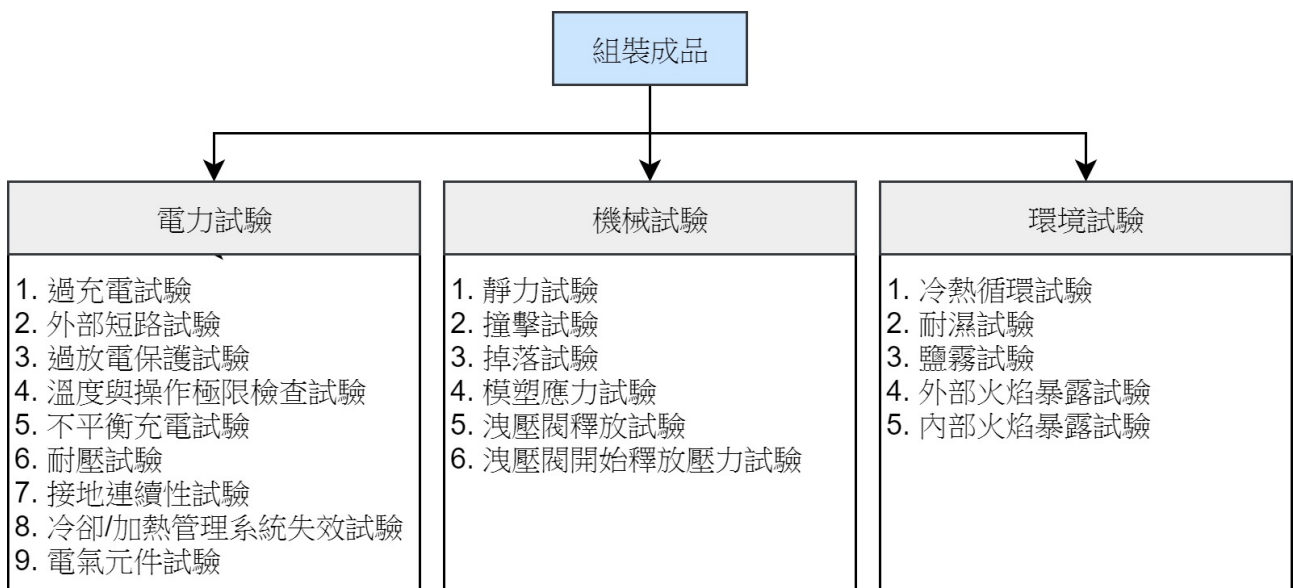 組裝成品
電力試驗
1. 過充電試驗
2. 外部短路試驗
3. 過放電保護試驗
4. 溫度與操作極限檢查試驗
5. 不平衡充電試驗
6. 耐壓試驗
7. 接地連續性試驗
8. 冷卻/加熱管理系統失效試驗
9. 電氣元件試驗
機械試驗
1. 靜力試驗
2. 撞擊試驗
3. 掉落試驗
4. 模塑應力試驗
5. 洩壓閥釋放試驗
6. 洩壓閥開始釋放壓力試驗
環境試驗
1. 冷熱循環試驗
2. 耐濕試驗
3. 鹽霧試驗
4. 外部火焰暴露試驗
5. 內部火焰暴露試驗